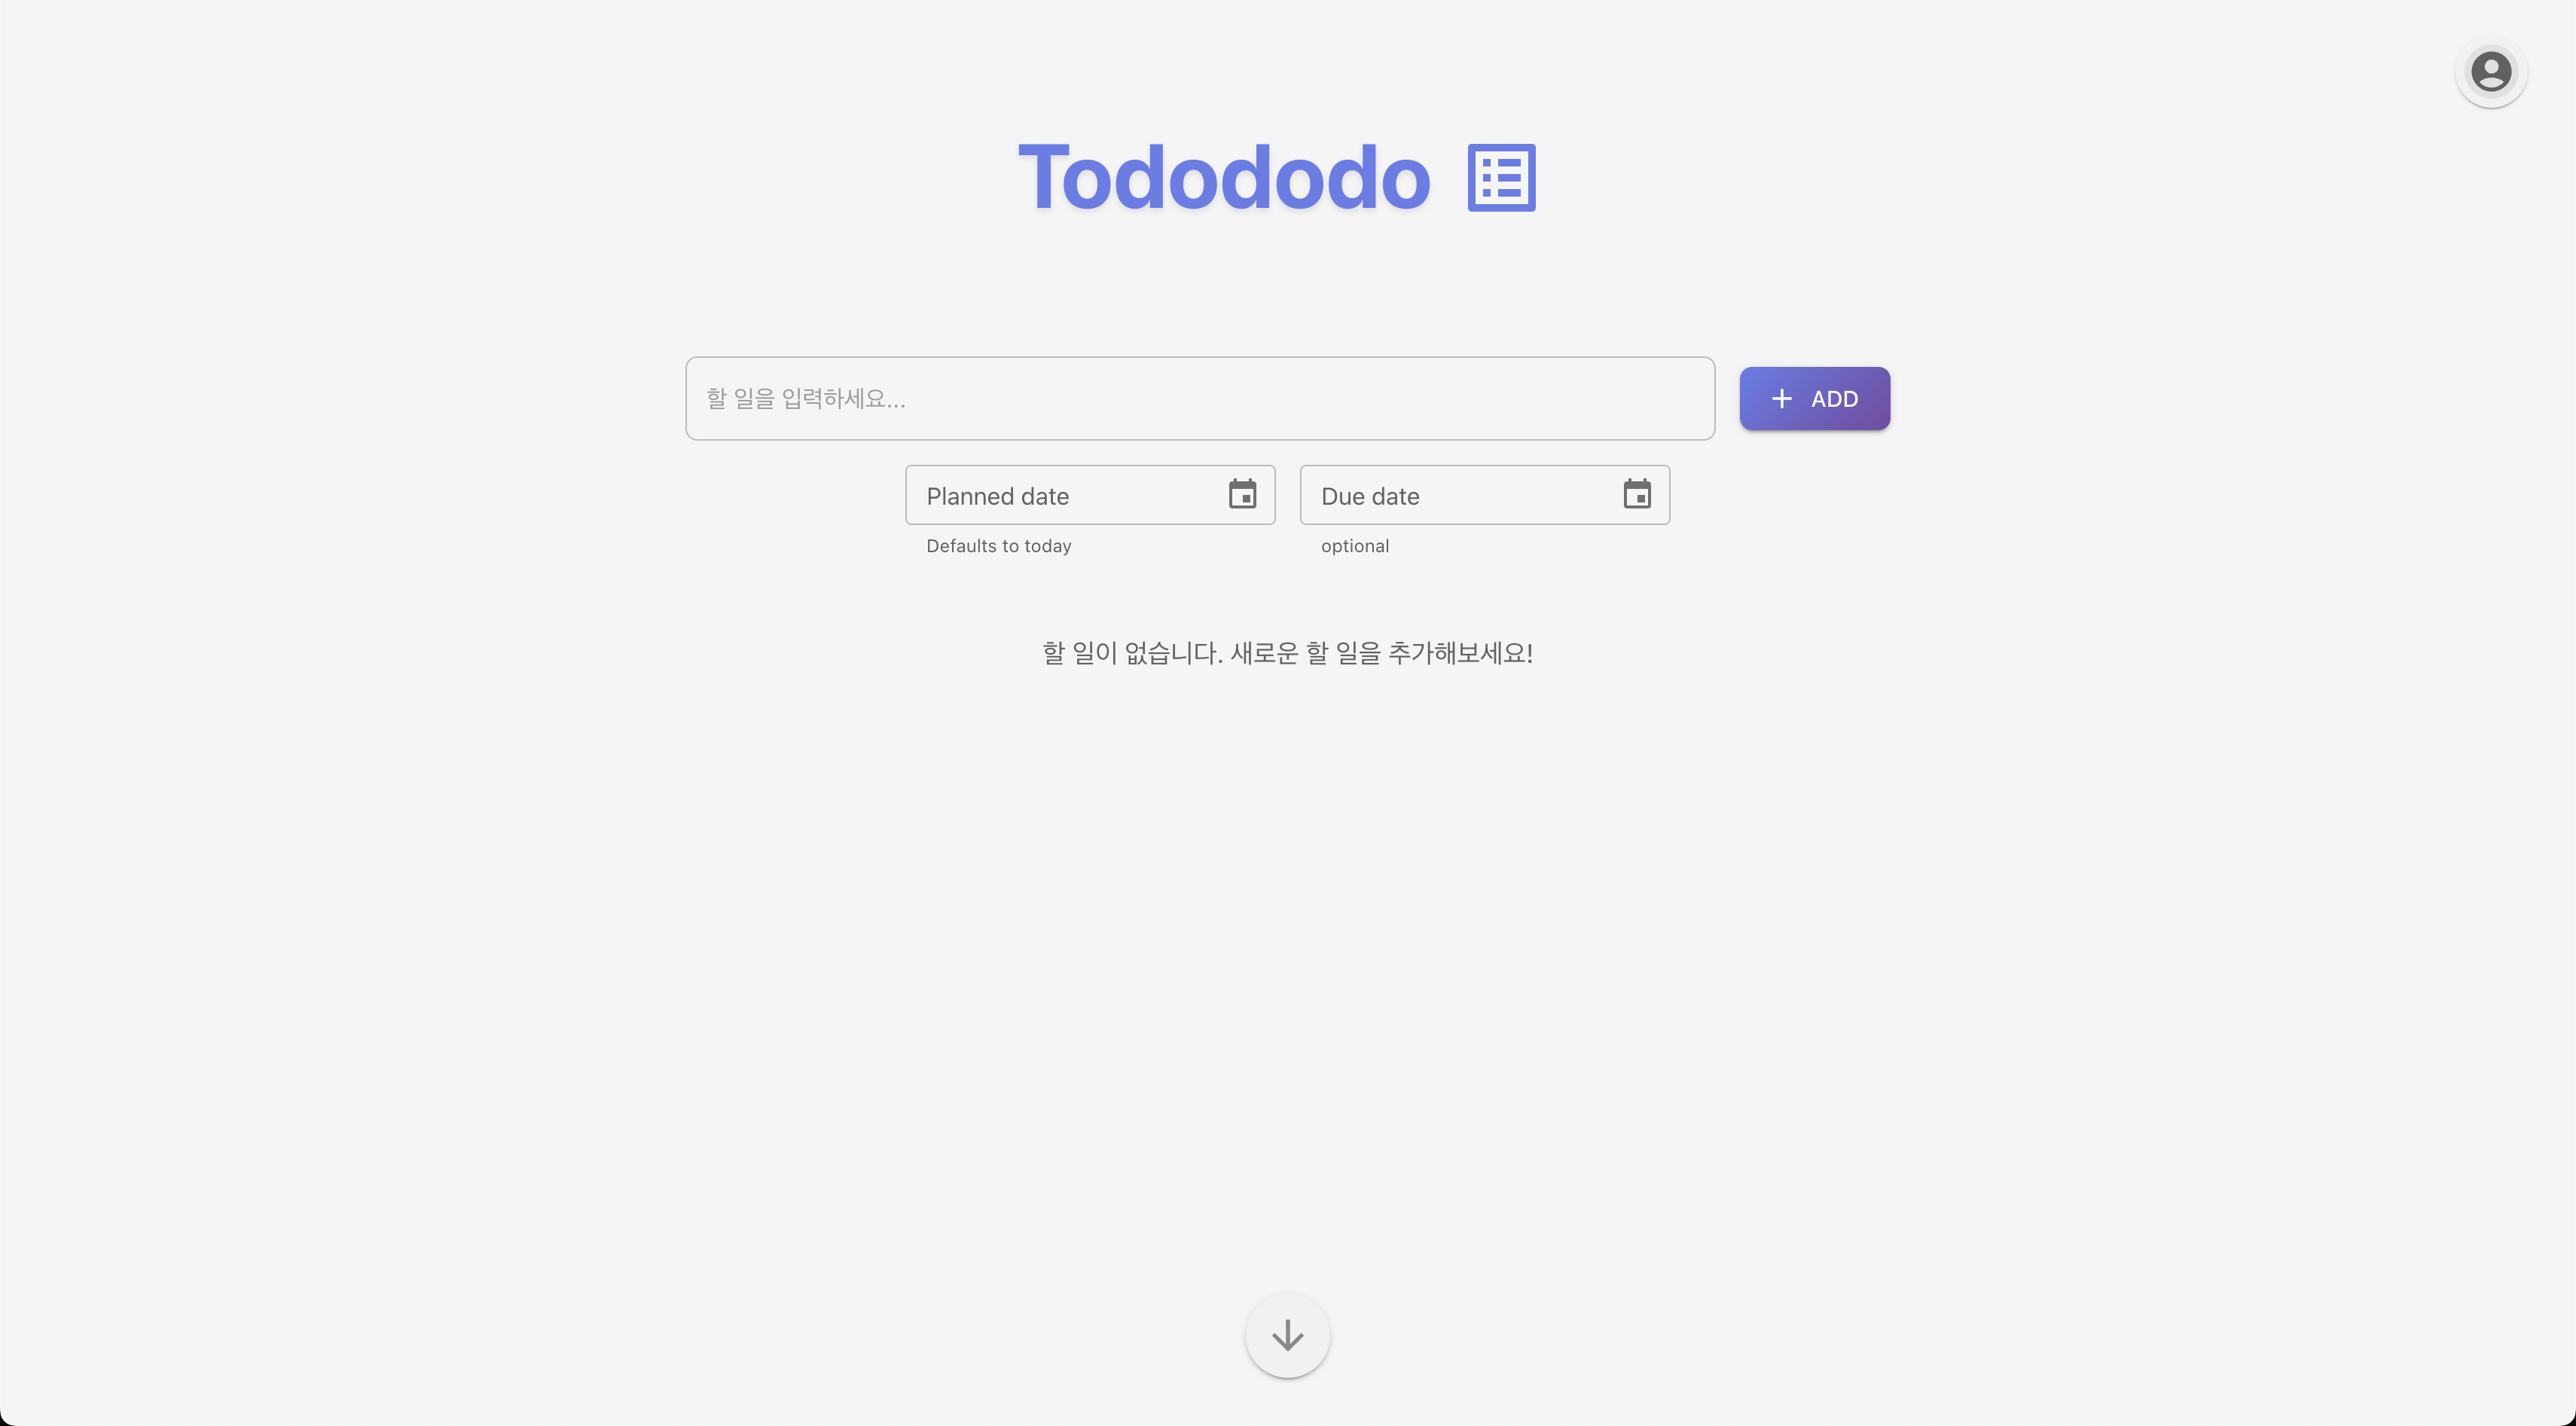 Todododo
할 일을 입력하세요...
ADD
Planned date
Due date
Defaults to today
optional
할 일이 없습니다. 새로운 할 일을 추가해보세요!